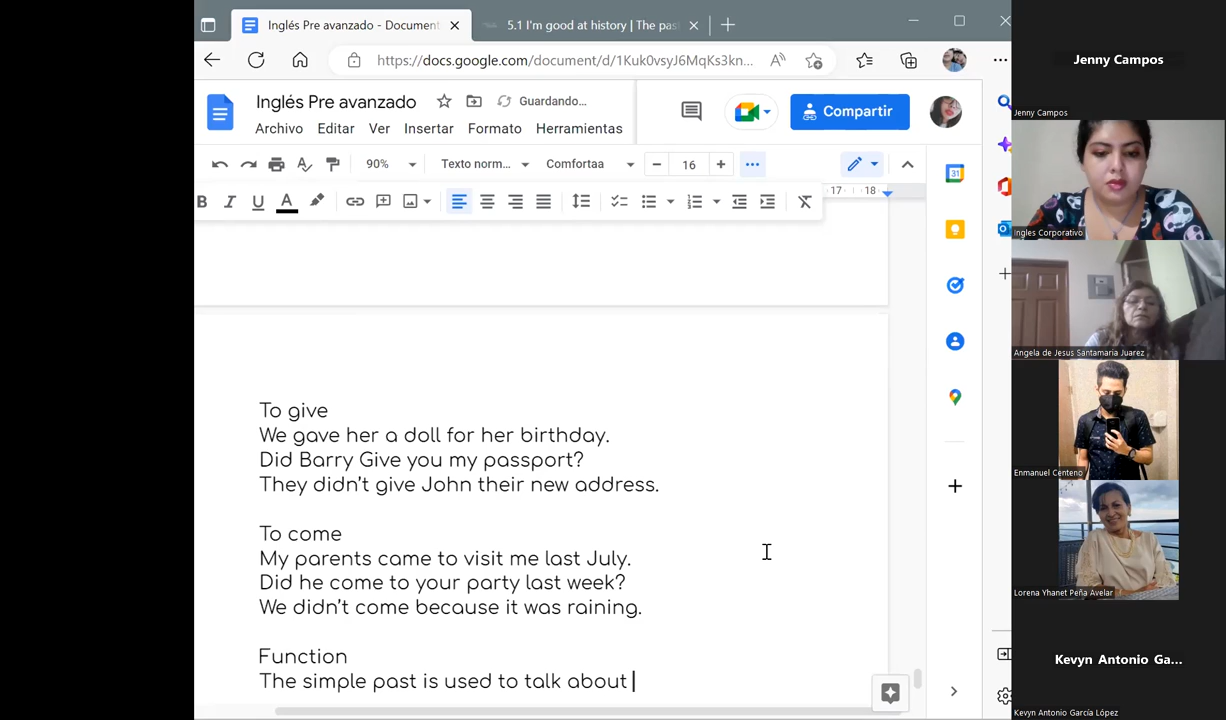 Inglés Pre avanzado - Document
5.1 I'm good at history | The pas
https://docs.google.com/document/d/1Kuk0vsyJ6MqKs3kn...
Inglés Pre avanzado
Guardando...
Compartir
Archivo Editar Ver Insertar Formato Herramientas
90% Texto norm... Comfortaa 16
17 18
31
To give
We gave her a doll for her birthday.
Did Barry Give you my passport?
They didn't give John their new address.
To come
My parents came to visit me last July.
Did he come to your party last week?
We didn't come because it was raining.
Function
The simple past is used to talk about
Jenny Campos
Jenny Campos
Ingles Corporativo
Angela de Jesus Santamaria Juarez
Enmanuel Centeno
Lorena Yhanet Peña Avelar
Kevyn Antonio Ga...
Kevyn Antonio García López